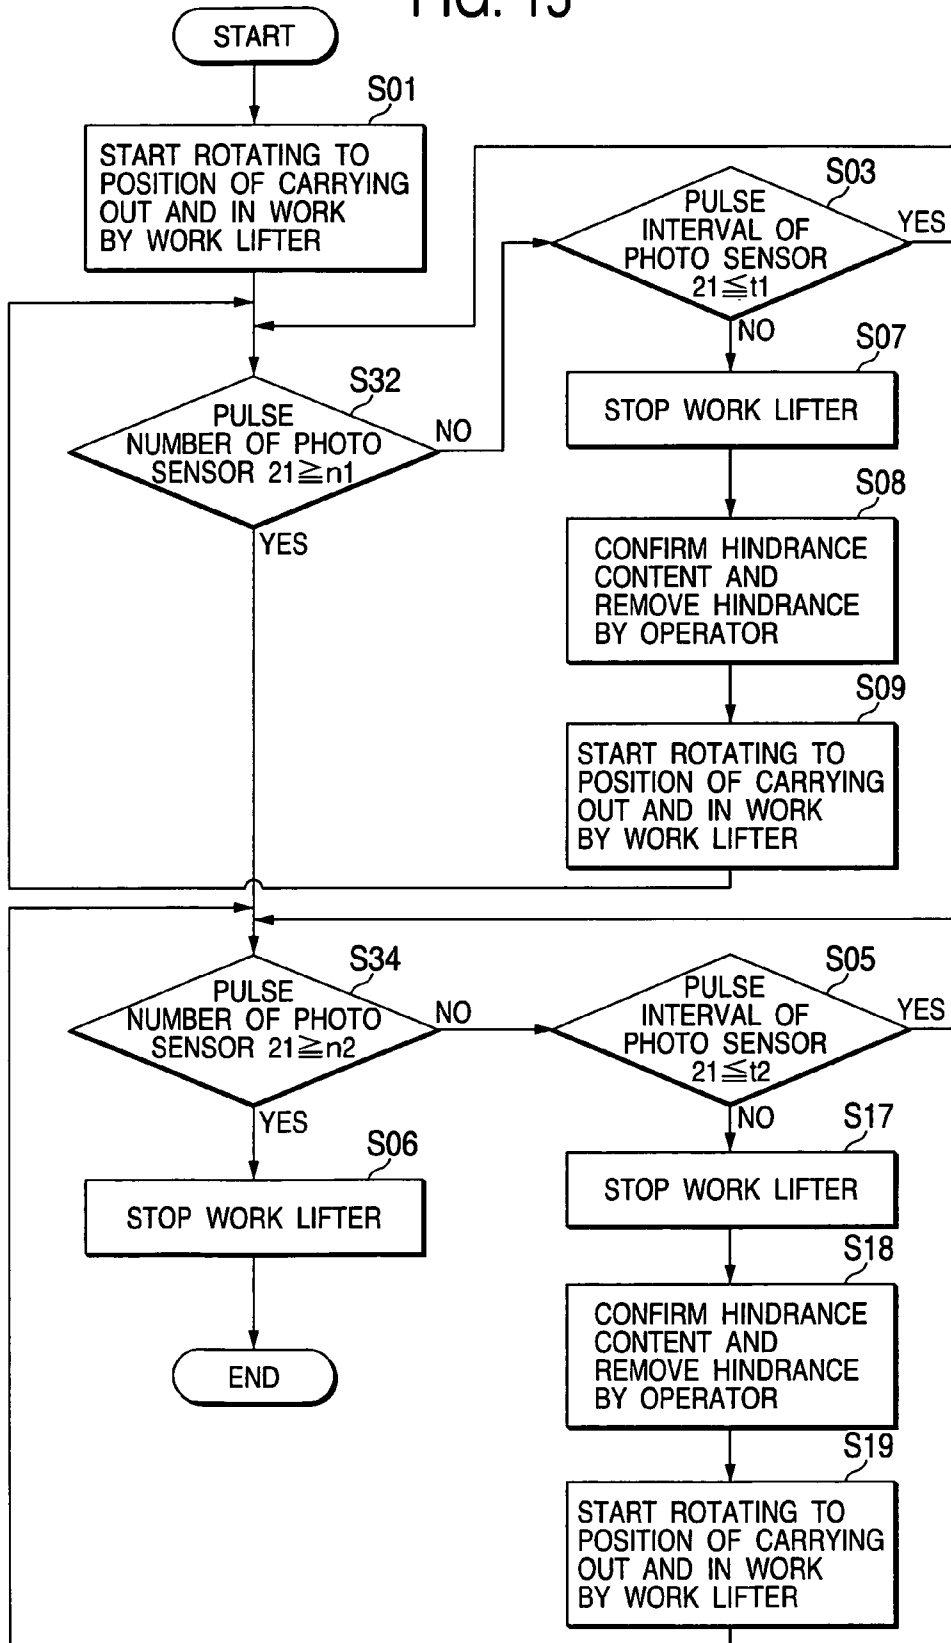 FIG. 13
START
S01
START ROTATING TO
POSITION OF CARRYING
OUT AND IN WORK
BY WORK LIFTER
S03
PULSE
INTERVAL OF
PHOTO SENSOR
21≦t1
YES
NO
S07
STOP WORK LIFTER
S32
PULSE
NUMBER OF PHOTO
SENSOR 21≧n1
NO
YES
S08
CONFIRM HINDRANCE
CONTENT AND
REMOVE HINDRANCE
BY OPERATOR
S09
START ROTATING TO
POSITION OF CARRYING
OUT AND IN WORK
BY WORK LIFTER
S34
PULSE
NUMBER OF PHOTO
SENSOR 21≧n2
NO
YES
S05
PULSE
INTERVAL OF
PHOTO SENSOR
21≦t2
YES
NO
S06
STOP WORK LIFTER
S17
STOP WORK LIFTER
S18
CONFIRM HINDRANCE
CONTENT AND
REMOVE HINDRANCE
BY OPERATOR
END
S19
START ROTATING TO
POSITION OF CARRYING
OUT AND IN WORK
BY WORK LIFTER